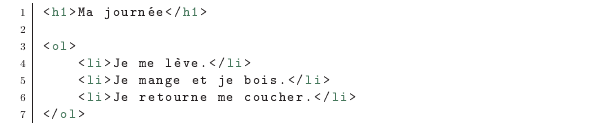 1 <h1>Ma journée</h1>
2
3 <ol>
4     <li>Je me lève.</li>
5     <li>Je mange et je bois.</li>
6     <li>Je retourne me coucher.</li>
7 </ol>